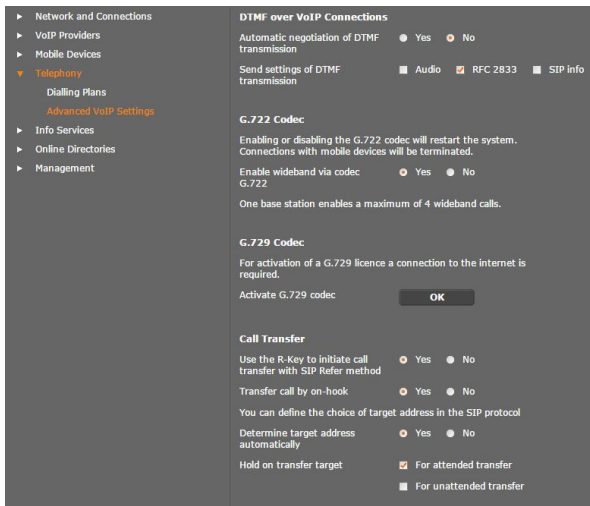 Network and Connections
VoIP Providers
Mobile Devices
Telephony
Dialling Plans
Advanced VoIP Settings
Info Services
Online Directories
Management
DTMF over VoIP Connections
Automatic negotiation of DTMF transmission Yes No
Send settings of DTMF transmission Audio RFC 2833 SIP info
G.722 Codec
Enabling or disabling the G.722 codec will restart the system.
Connections with mobile devices will be terminated.
Enable wideband via codec G.722 Yes No
One base station enables a maximum of 4 wideband calls.
G.729 Codec
For activation of a G.729 licence a connection to the internet is
required.
Activate G.729 codec OK
Call Transfer
Use the R-Key to initiate call transfer with SIP Refer method Yes No
Transfer call by on-hook Yes No
You can define the choice of target address in the SIP protocol
Determine target address automatically Yes No
Hold on transfer target For attended transfer
For unattended transfer